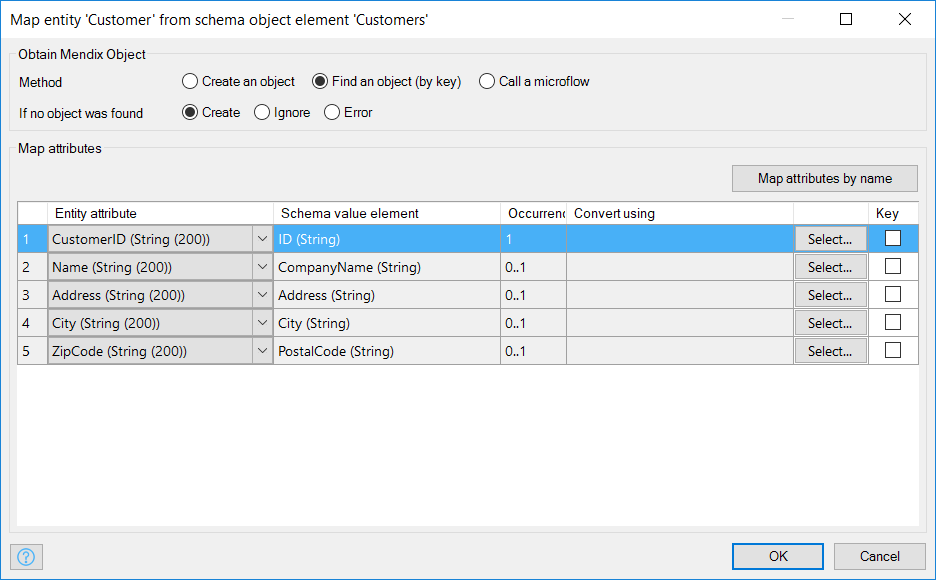 Map entity 'Customer' from schema object element 'Customers'
Obtain Mendix Object
Method Create an object Find an object (by key) Call a microflow
If no object was found Create Ignore Error
Map attributes
Map attributes by name
Entity attribute Schema value element Occurrenc Convert using Key
1 CustomerID (String (200)) ID (String) 1 Select...
2 Name (String (200)) CompanyName (String) 0..1 Select...
3 Address (String (200)) Address (String) 0..1 Select...
4 City (String (200)) City (String) 0..1 Select...
5 ZipCode (String (200)) PostalCode (String) 0..1 Select...
? OK Cancel